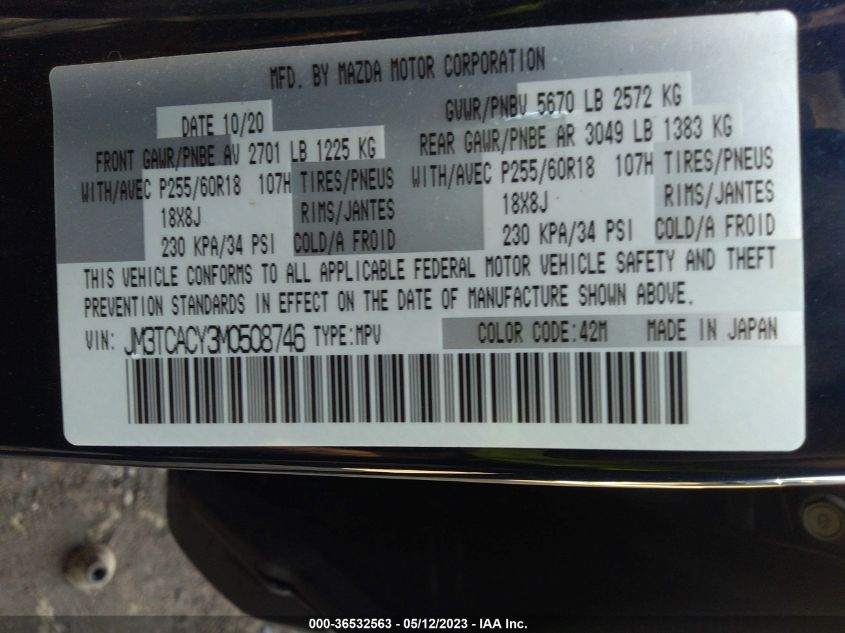 MFD. BY MAZDA MOTOR CORPORATION
DATE 10/20 GVWR/PNBV 5670 LB 2572 KG
FRONT GAWR/PNBE AV 2701 LB 1225 KG REAR GAWR/PNBE AR 3049 LB 1383 KG
WITH/AVEC P255/60R18 107H TIRES/PNEUS WITH/AVEC P255/60R18 107H TIRES/PNEUS
18X8J RIMS/JANTES 18X8J RIMS/JANTES
230 KPA/34 PSI COLD/A FROID 230 KPA/34 PSI COLD/A FROID
THIS VEHICLE CONFORMS TO ALL APPLICABLE FEDERAL MOTOR VEHICLE SAFETY AND THEFT
PREVENTION STANDARDS IN EFFECT ON THE DATE OF MANUFACTURE SHOWN ABOVE.
VIN: JM3TCACY3M0508746 TYPE:MPV COLOR CODE:42M MADE IN JAPAN
000-36532563 - 05/12/2023 - IAA Inc.